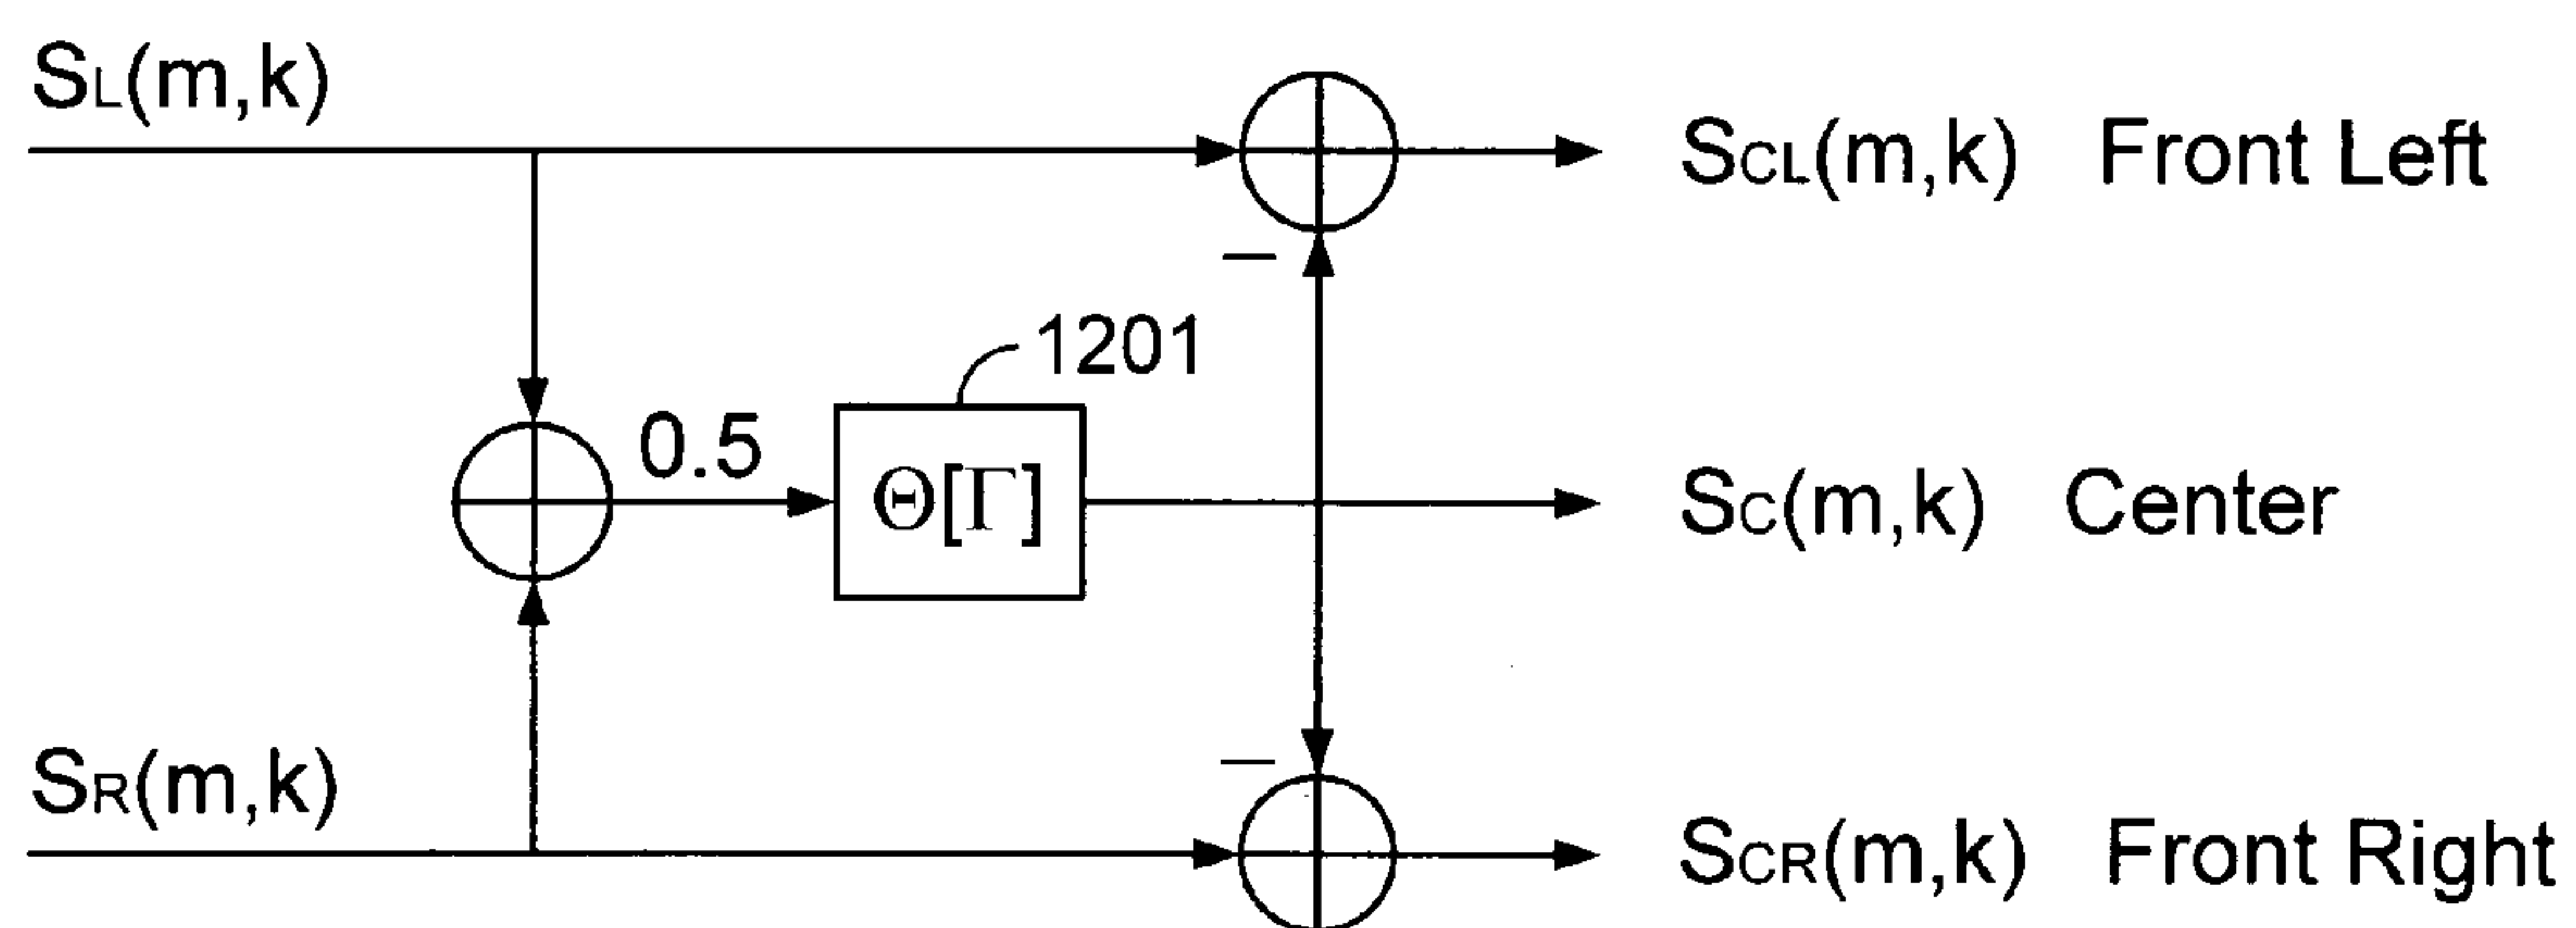 SL(m,k)
SCL(m,k) Front Left
1201
0.5
Θ[Γ]
SC(m,k) Center
SR(m,k)
SCR(m,k) Front Right